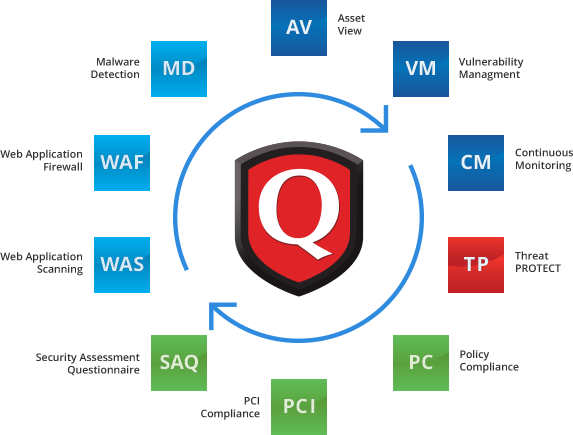 AV
Asset
View
VM
Vulnerability
Managment
CM
Continuous
Monitoring
TP
Threat
PROTECT
PC
Policy
Compliance
PCI
PCI
Compliance
SAQ
Security Assessment
Questionnaire
WAS
Web Application
Scanning
WAF
Web Application
Firewall
MD
Malware
Detection
Q